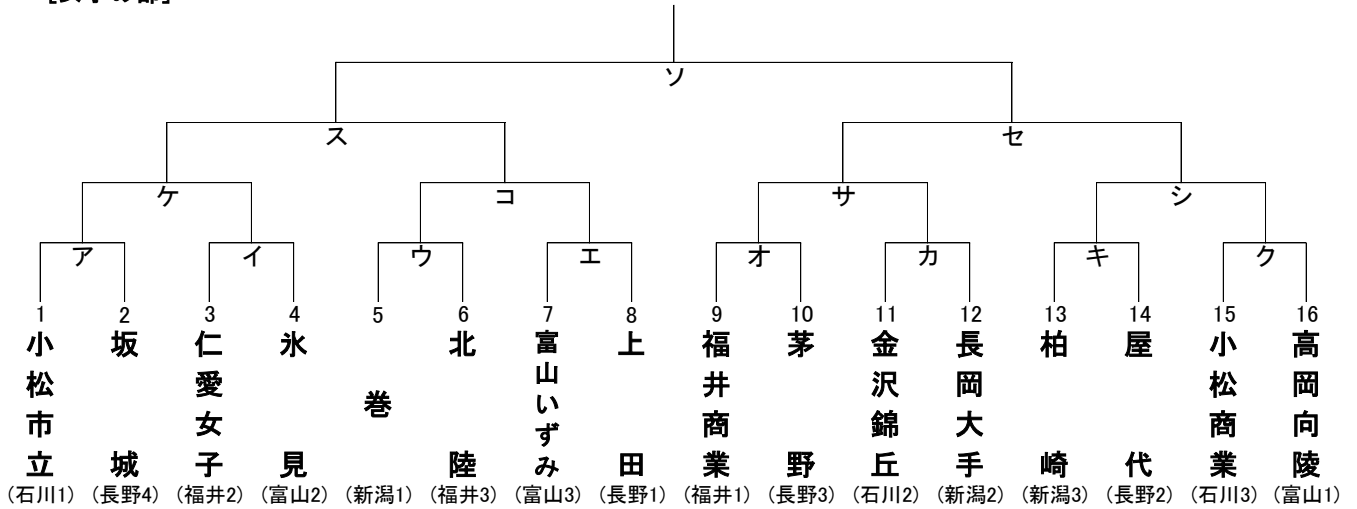 ソ
ス セ
ケ コ サ シ
ア イ ウ エ オ カ キ ク
1 2 3 4 5 6 7 8 9 10 11 12 13 14 15 16
小松市立 坂城 仁愛女子 氷見 巻 北陸 富山いずみ 上田 福井商業 茅野 金沢錦丘 長岡大手 柏崎 屋代 小松商業 高岡向陵
(石川1) (長野4) (福井2) (富山2) (新潟1) (福井3) (富山3) (長野1) (福井1) (長野3) (石川2) (新潟2) (新潟3) (長野2) (石川3) (富山1)